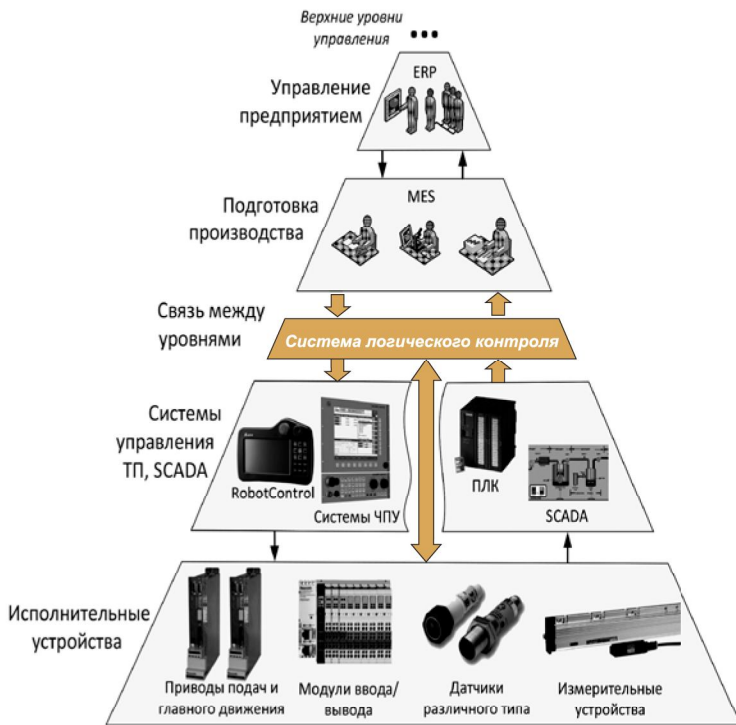 Верхние уровни
управления
ERP
Управление
предприятием
MES
Подготовка
производства
Связь между
уровнями
Система логического контроля
Системы
управления
ТП, SCADA
RobotControl
Системы ЧПУ
ПЛК
SCADA
Исполнительные
устройства
Приводы подач и
главного движения
Модули ввода/
вывода
Датчики
различного типа
Измерительные
устройства